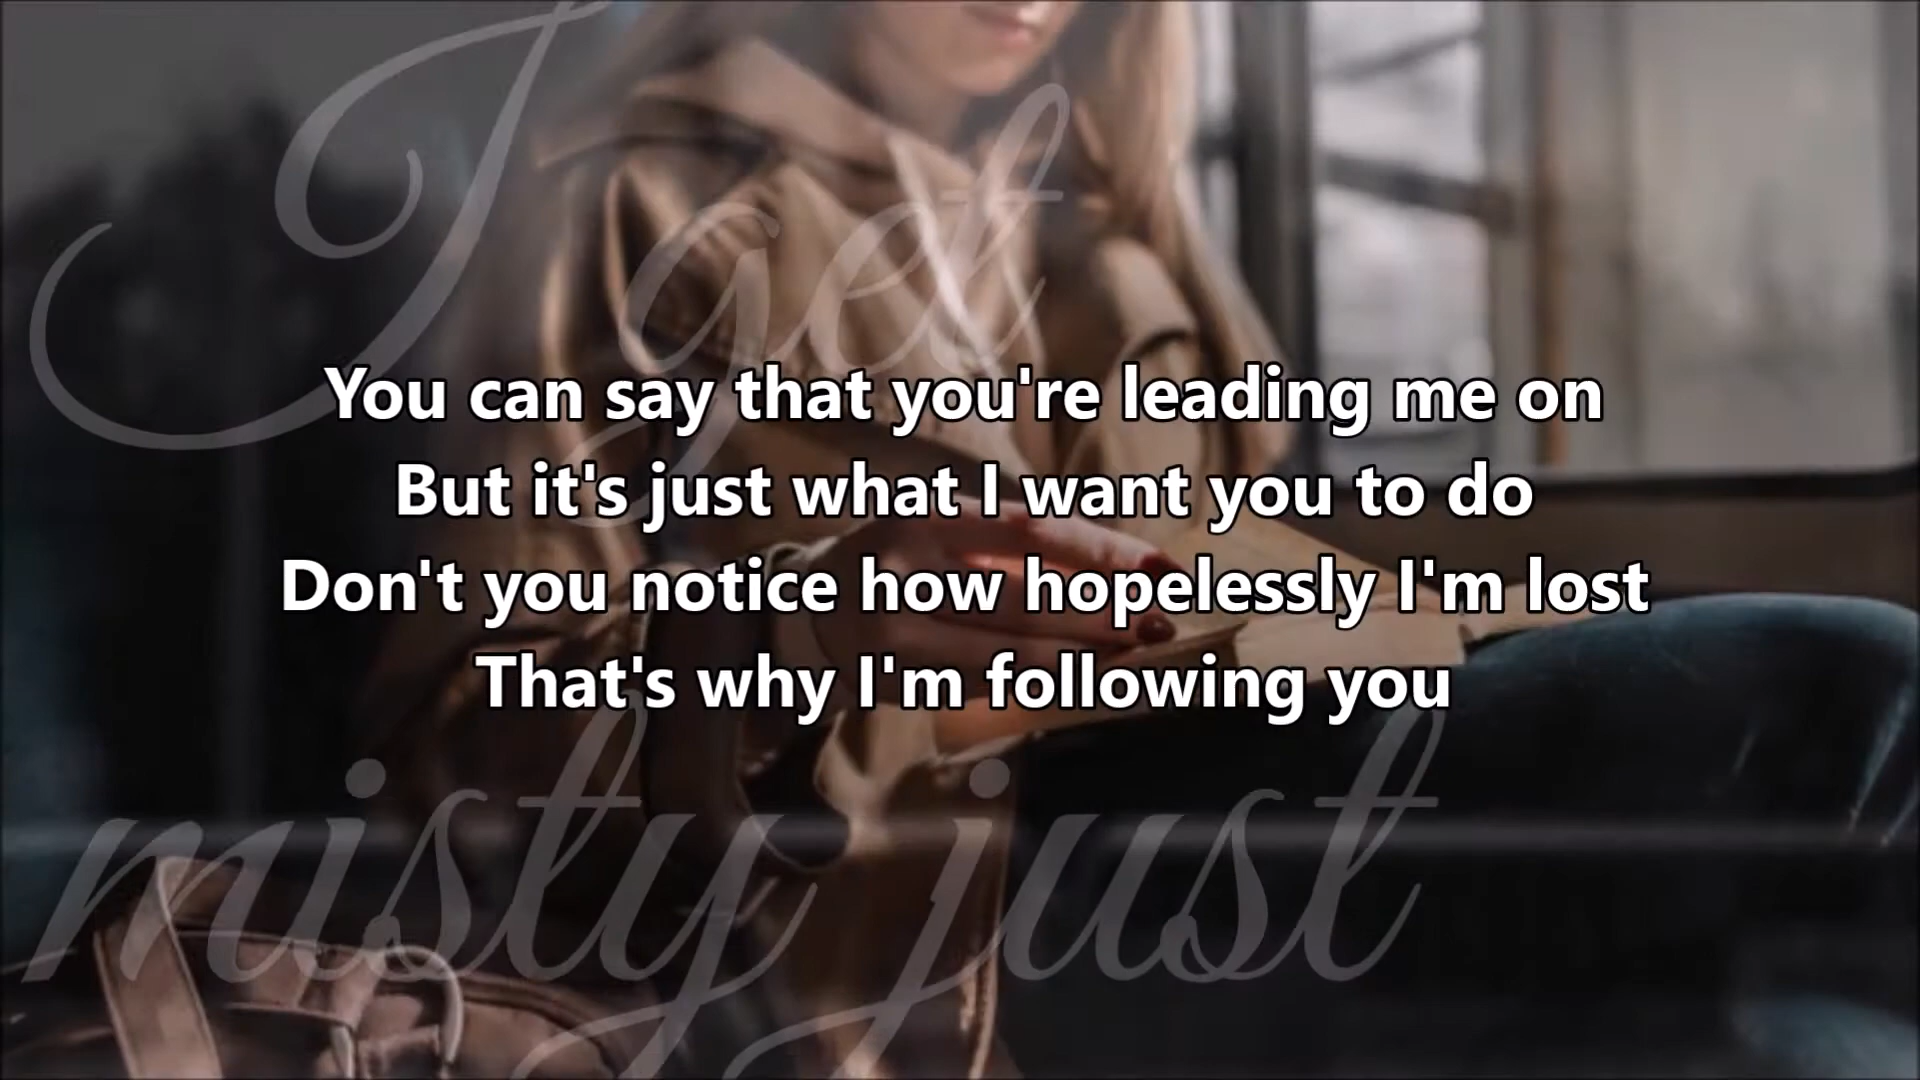 I get
You can say that you're leading me on
But it's just what I want you to do
Don't you notice how hopelessly I'm lost
That's why I'm following you
misty just